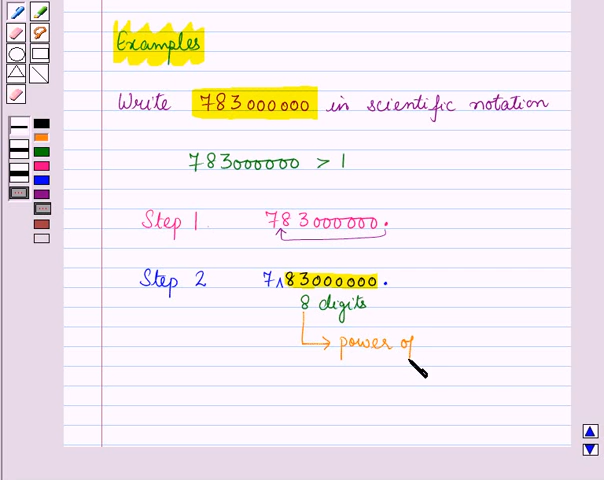 Examples
Write 783000000 in scientific notation
783000000 > 1
Step 1 783000000.
Step 2 7‸83000000.
8 digits
power of